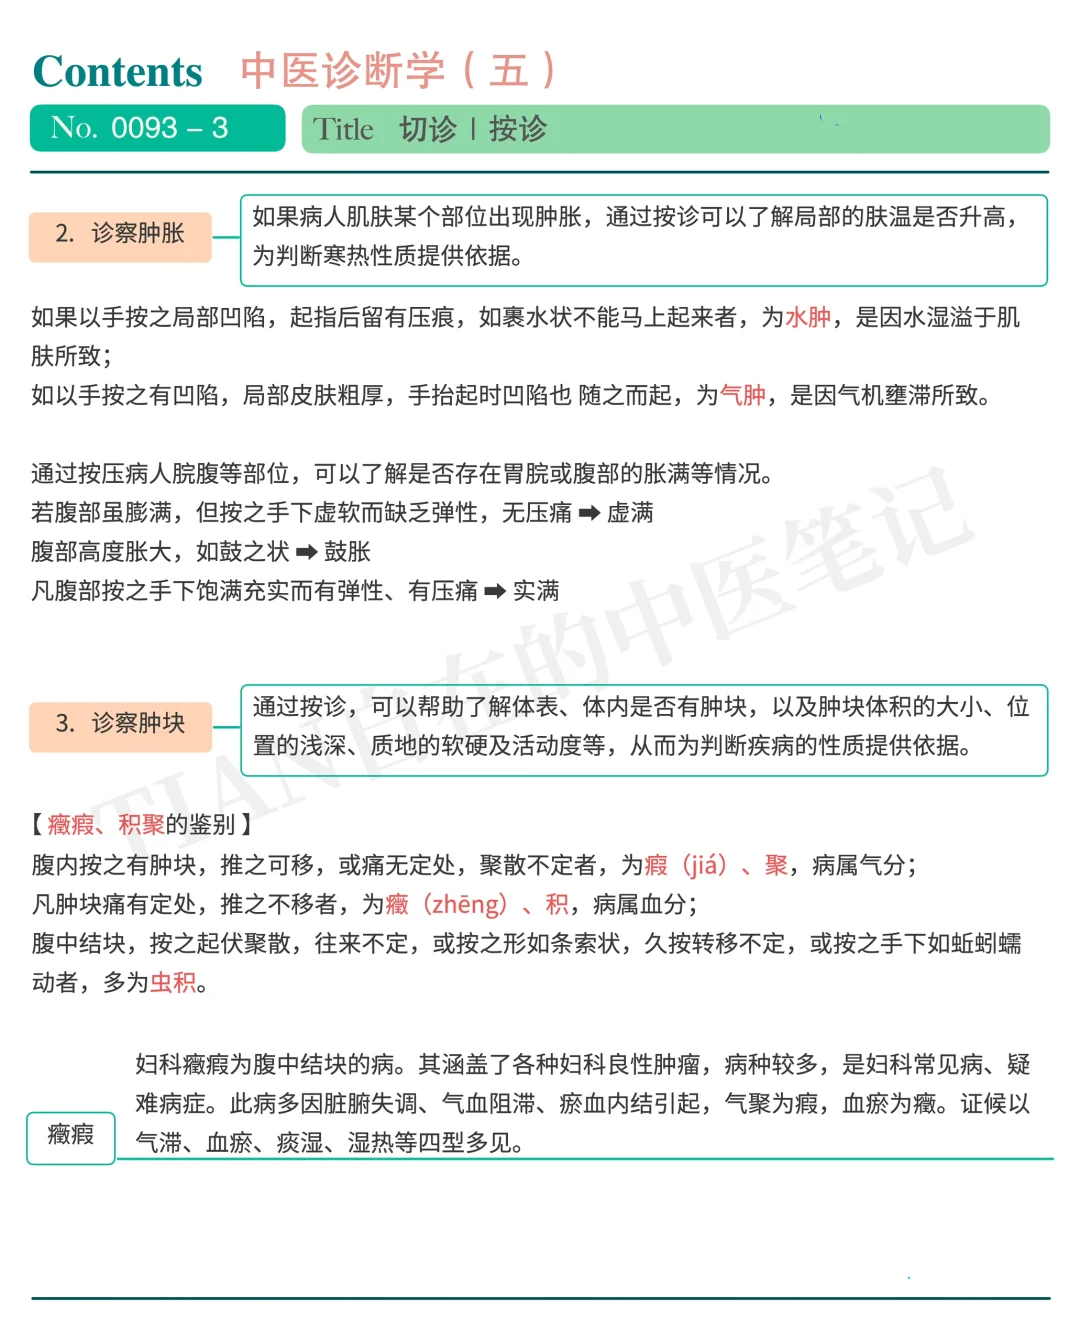 Contents 中医诊断学（五）
No. 0093 – 3
Title 切诊 | 按诊
2. 诊察肿胀
如果病人肌肤某个部位出现肿胀，通过按诊可以了解局部的肤温是否升高，
为判断寒热性质提供依据。
如果以手按之局部凹陷，起指后留有压痕，如裹水状不能马上起来者，为水肿，是因水湿溢于肌
肤所致；
如以手按之有凹陷，局部皮肤粗厚，手抬起时凹陷也 随之而起，为气肿，是因气机壅滞所致。
通过按压病人脘腹等部位，可以了解是否存在胃脘或腹部的胀满等情况。
若腹部虽膨满，但按之手下虚软而缺乏弹性，无压痛 ➡ 虚满
腹部高度胀大，如鼓之状 ➡ 鼓胀
凡腹部按之手下饱满充实而有弹性、有压痛 ➡ 实满
3. 诊察肿块
通过按诊，可以帮助了解体表、体内是否有肿块，以及肿块体积的大小、位
置的浅深、质地的软硬及活动度等，从而为判断疾病的性质提供依据。
【 癥瘕、积聚的鉴别 】
腹内按之有肿块，推之可移，或痛无定处，聚散不定者，为瘕（jiá）、聚，病属气分；
凡肿块痛有定处，推之不移者，为癥（zhēng）、积，病属血分；
腹中结块，按之起伏聚散，往来不定，或按之形如条索状，久按转移不定，或按之手下如蚯蚓蠕
动者，多为虫积。
癥瘕
妇科癥瘕为腹中结块的病。其涵盖了各种妇科良性肿瘤，病种较多，是妇科常见病、疑
难病症。此病多因脏腑失调、气血阻滞、瘀血内结引起，气聚为瘕，血瘀为癥。证候以
气滞、血瘀、痰湿、湿热等四型多见。
TIAN自在的中医笔记